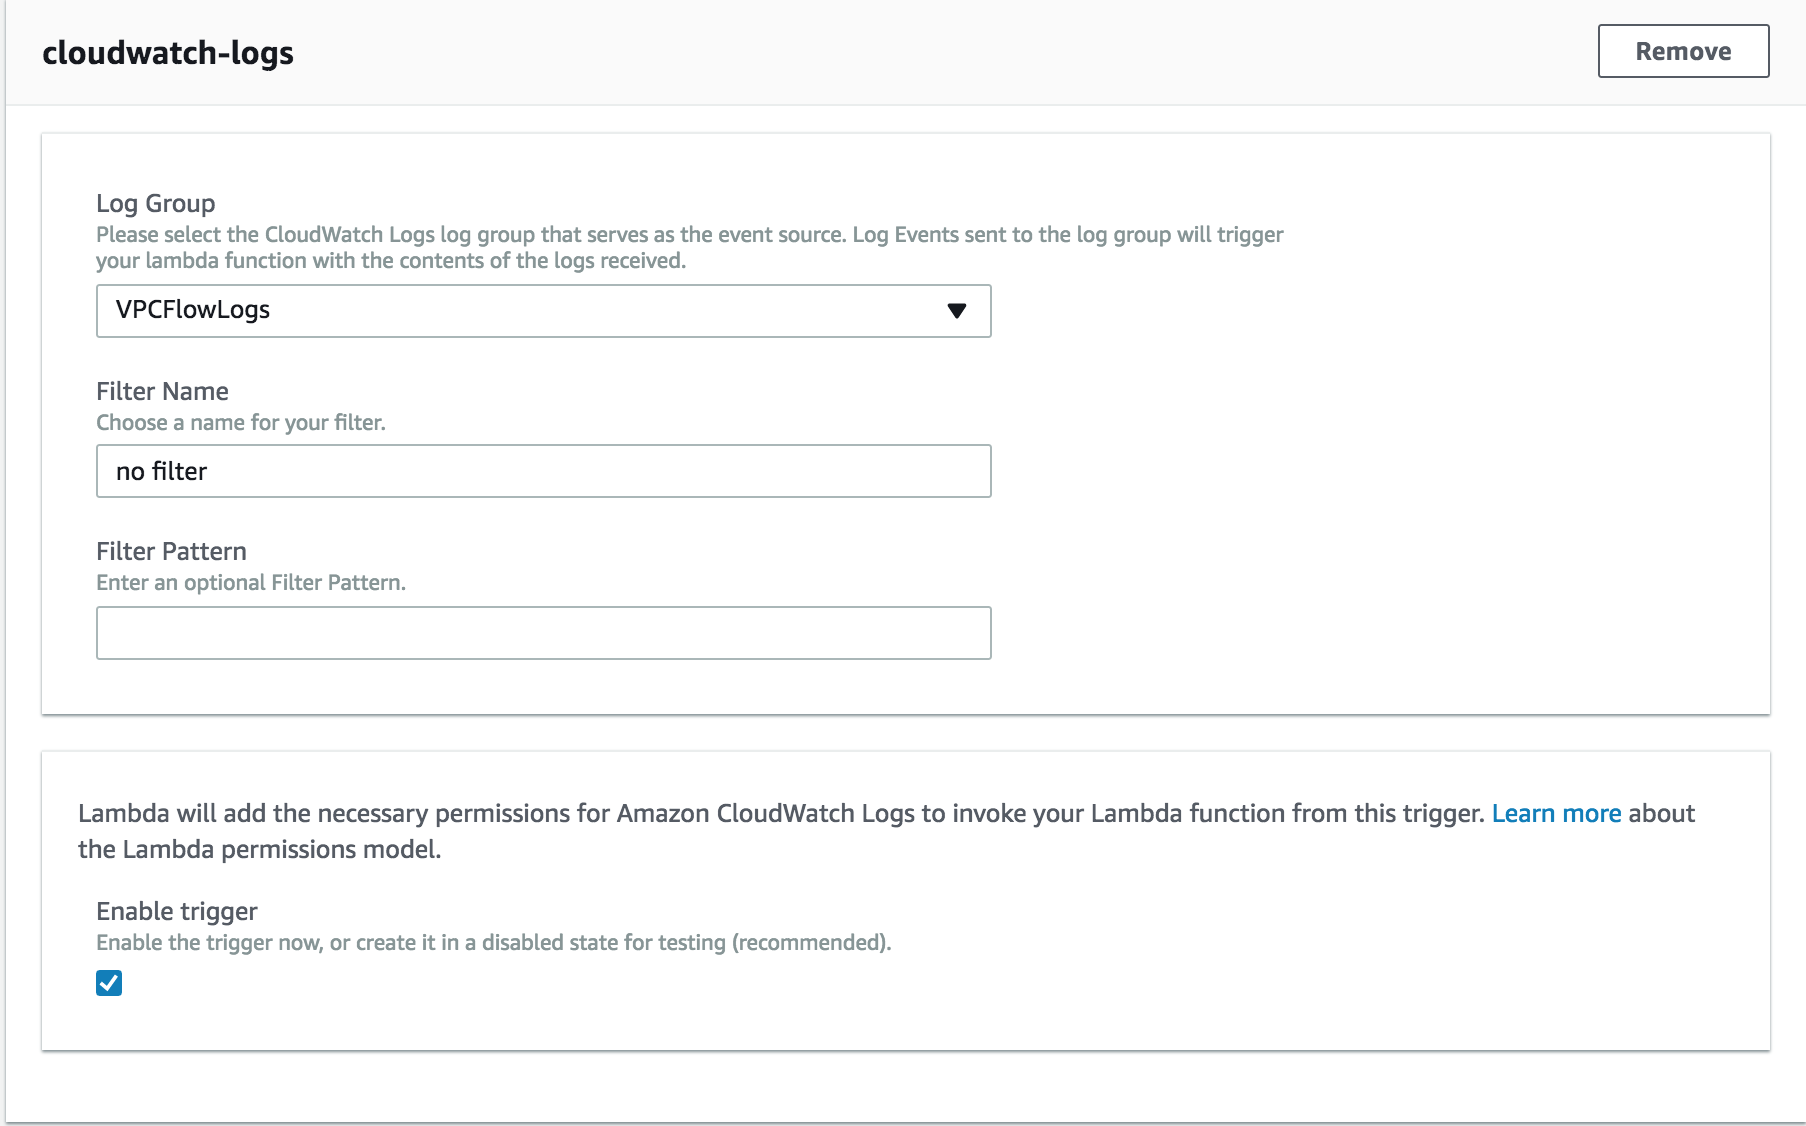 cloudwatch-logs
Remove
Log Group
Please select the CloudWatch Logs log group that serves as the event source. Log Events sent to the log group will trigger
your lambda function with the contents of the logs received.
VPCFlowLogs
Filter Name
Choose a name for your filter.
no filter
Filter Pattern
Enter an optional Filter Pattern.
Lambda will add the necessary permissions for Amazon CloudWatch Logs to invoke your Lambda function from this trigger. Learn more about
the Lambda permissions model.
Enable trigger
Enable the trigger now, or create it in a disabled state for testing (recommended).